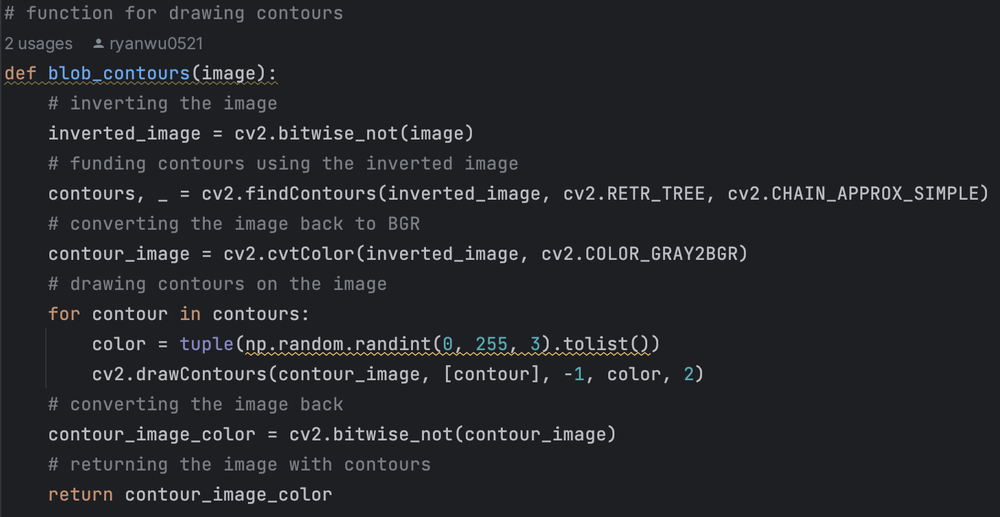 # function for drawing contours
2 usages ryanwu0521
def blob_contours(image):
    # inverting the image
    inverted_image = cv2.bitwise_not(image)
    # funding contours using the inverted image
    contours, _ = cv2.findContours(inverted_image, cv2.RETR_TREE, cv2.CHAIN_APPROX_SIMPLE)
    # converting the image back to BGR
    contour_image = cv2.cvtColor(inverted_image, cv2.COLOR_GRAY2BGR)
    # drawing contours on the image
    for contour in contours:
        color = tuple(np.random.randint(0, 255, 3).tolist())
        cv2.drawContours(contour_image, [contour], -1, color, 2)
    # converting the image back
    contour_image_color = cv2.bitwise_not(contour_image)
    # returning the image with contours
    return contour_image_color